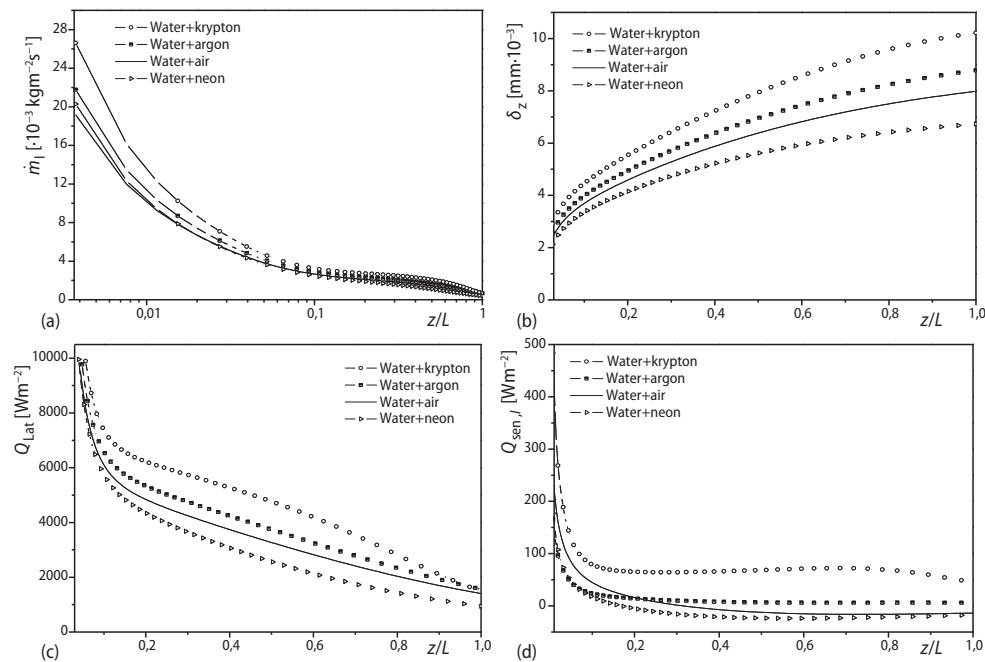 28
24
20
16
12
8
4
0
ṁl [·10⁻³ kgm⁻²s⁻¹]
Water+krypton
Water+argon
Water+air
Water+neon
0,01
0,1
1
z/L
(a)
10
8
6
4
2
0
δz [mm·10⁻³]
Water+krypton
Water+argon
Water+air
Water+neon
0,2
0,4
0,6
0,8
1,0
z/L
(b)
10000
8000
6000
4000
2000
0
QLat [Wm⁻²]
Water+krypton
Water+argon
Water+air
Water+neon
0,2
0,4
0,6
0,8
1,0
z/L
(c)
500
400
300
200
100
0
Qsen,l [Wm⁻²]
Water+krypton
Water+argon
Water+air
Water+neon
0,2
0,4
0,6
0,8
1,0
z/L
(d)